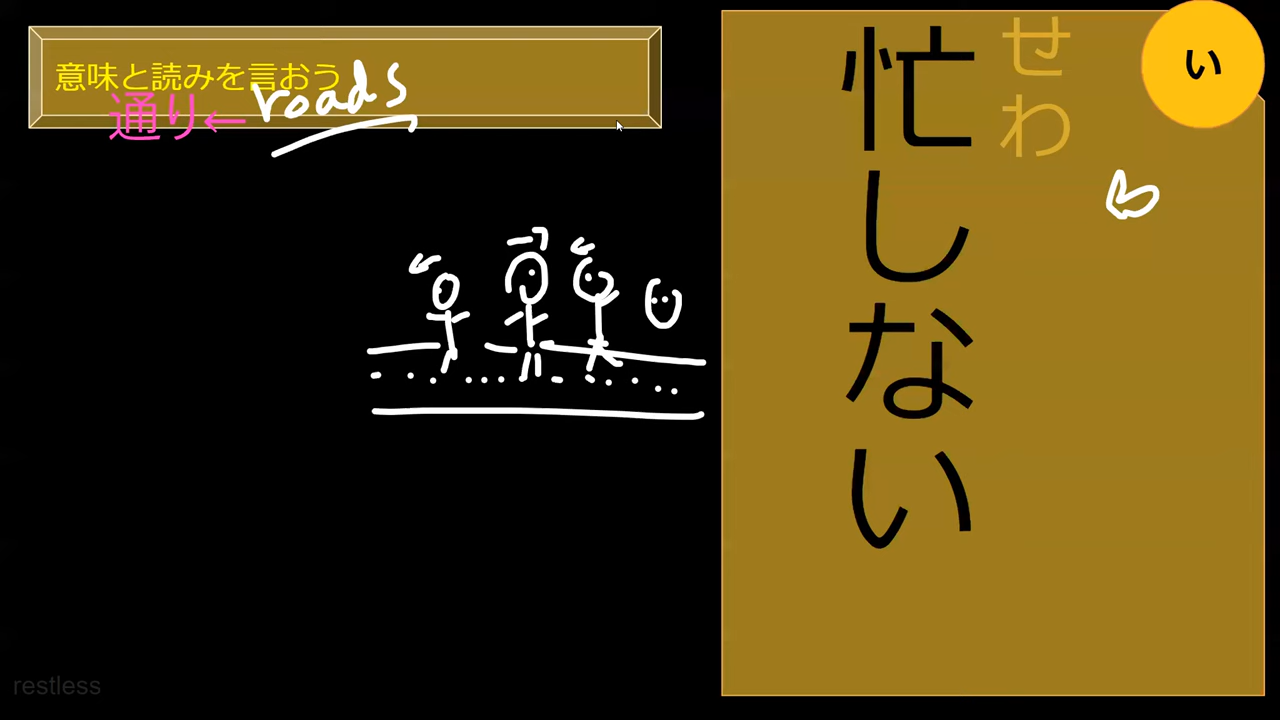 意味と読みを言おう
通り← roads
せわ
忙しない
い
restless